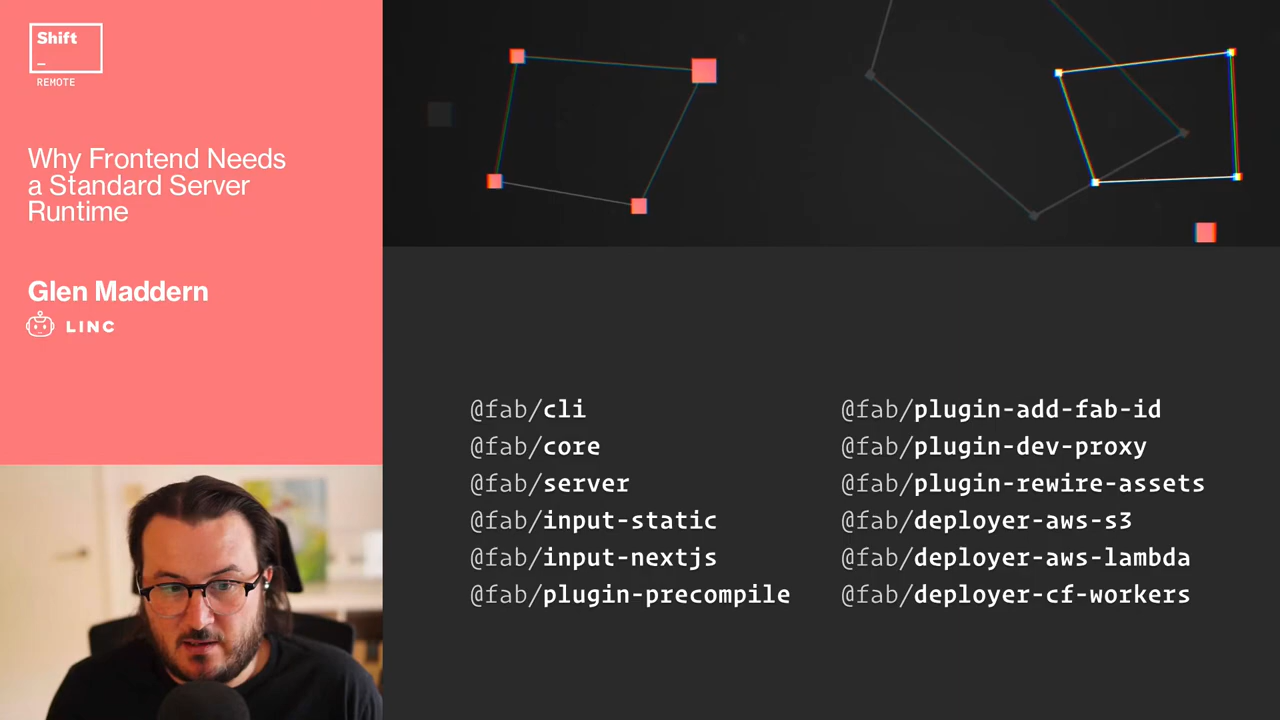 Shift
_
REMOTE
Why Frontend Needs
a Standard Server
Runtime
Glen Maddern
LINC
@fab/cli
@fab/core
@fab/server
@fab/input-static
@fab/input-nextjs
@fab/plugin-precompile
@fab/plugin-add-fab-id
@fab/plugin-dev-proxy
@fab/plugin-rewire-assets
@fab/deployer-aws-s3
@fab/deployer-aws-lambda
@fab/deployer-cf-workers